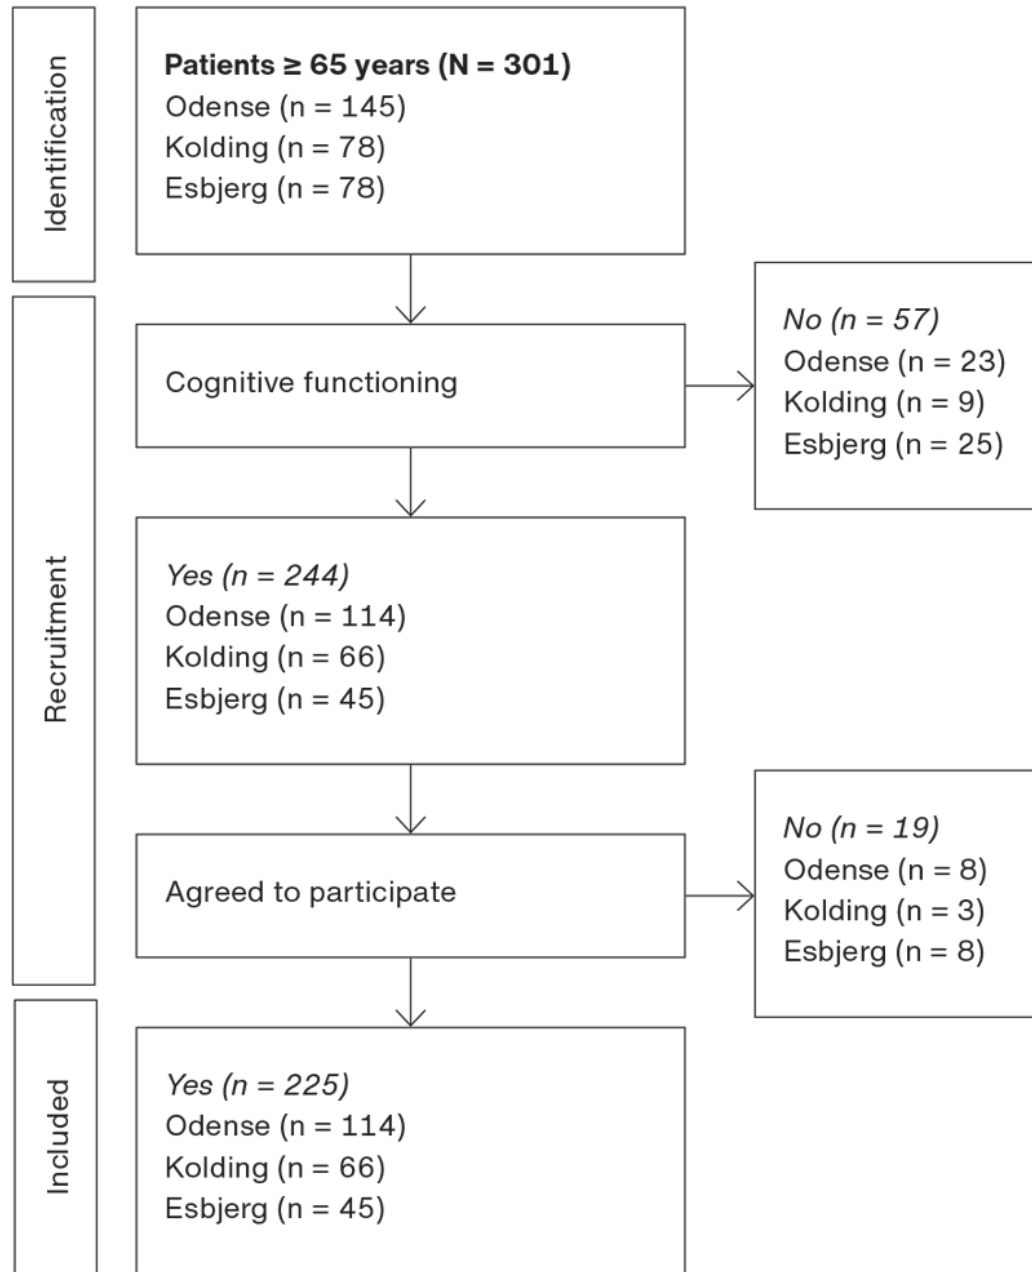 Identification
Patients ≥ 65 years (N = 301)
Odense (n = 145)
Kolding (n = 78)
Esbjerg (n = 78)
Recruitment
Cognitive functioning
No (n = 57)
Odense (n = 23)
Kolding (n = 9)
Esbjerg (n = 25)
Yes (n = 244)
Odense (n = 114)
Kolding (n = 66)
Esbjerg (n = 45)
Agreed to participate
No (n = 19)
Odense (n = 8)
Kolding (n = 3)
Esbjerg (n = 8)
Included
Yes (n = 225)
Odense (n = 114)
Kolding (n = 66)
Esbjerg (n = 45)